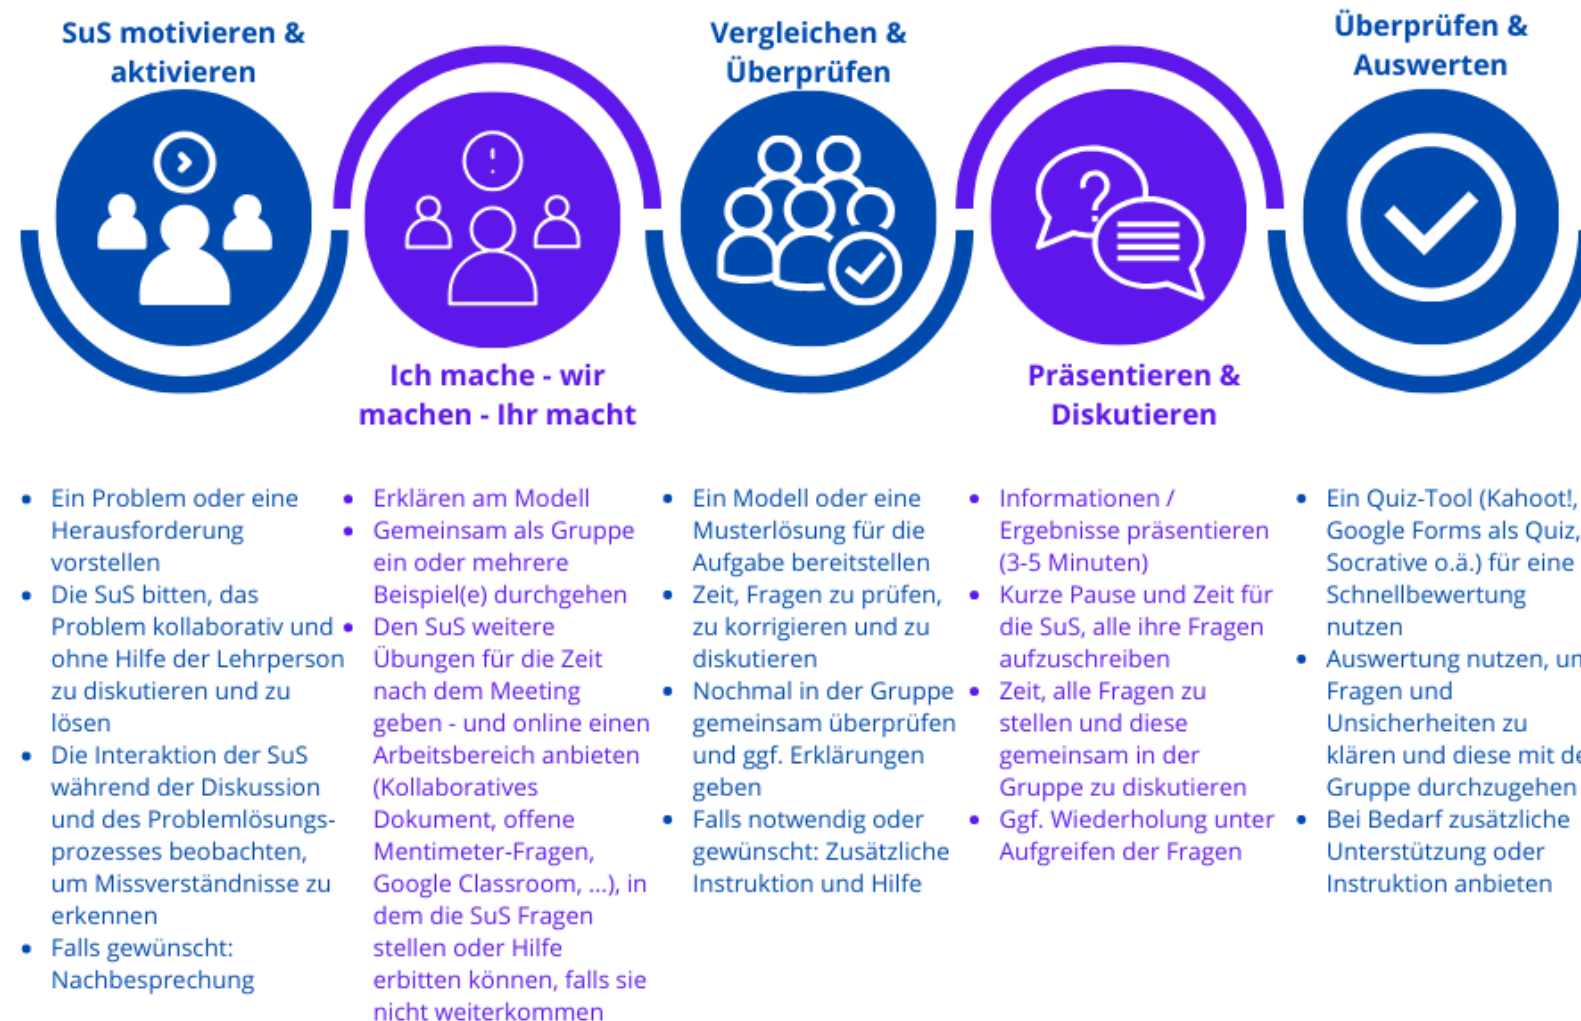 SuS motivieren &
aktivieren
Ich mache - wir
machen - Ihr macht
Vergleichen &
Überprüfen
Präsentieren &
Diskutieren
Überprüfen &
Auswerten
• Ein Problem oder eine
Herausforderung
vorstellen
• Die SuS bitten, das
Problem kollaborativ und
ohne Hilfe der Lehrperson
zu diskutieren und zu
lösen
• Die Interaktion der SuS
während der Diskussion
und des Problemlösungs-
prozesses beobachten,
um Missverständnisse zu
erkennen
• Falls gewünscht:
Nachbesprechung
• Erklären am Modell
• Gemeinsam als Gruppe
ein oder mehrere
Beispiel(e) durchgehen
• Den SuS weitere
Übungen für die Zeit
nach dem Meeting
geben - und online einen
Arbeitsbereich anbieten
(Kollaboratives
Dokument, offene
Mentimeter-Fragen,
Google Classroom, ...), in
dem die SuS Fragen
stellen oder Hilfe
erbitten können, falls sie
nicht weiterkommen
• Ein Modell oder eine
Musterlösung für die
Aufgabe bereitstellen
• Zeit, Fragen zu prüfen,
zu korrigieren und zu
diskutieren
• Nochmal in der Gruppe
gemeinsam überprüfen
und ggf. Erklärungen
geben
• Falls notwendig oder
gewünscht: Zusätzliche
Instruktion und Hilfe
• Informationen /
Ergebnisse präsentieren
(3-5 Minuten)
• Kurze Pause und Zeit für
die SuS, alle ihre Fragen
aufzuschreiben
• Zeit, alle Fragen zu
stellen und diese
gemeinsam in der
Gruppe zu diskutieren
• Ggf. Wiederholung unter
Aufgreifen der Fragen
• Ein Quiz-Tool (Kahoot!,
Google Forms als Quiz,
Socrative o.ä.) für eine
Schnellbewertung
nutzen
• Auswertung nutzen,
Fragen und
Unsicherheiten zu
klären und diese mit
Gruppe durchzugehen
• Bei Bedarf zusätzliche
Unterstützung oder
Instruktion anbieten